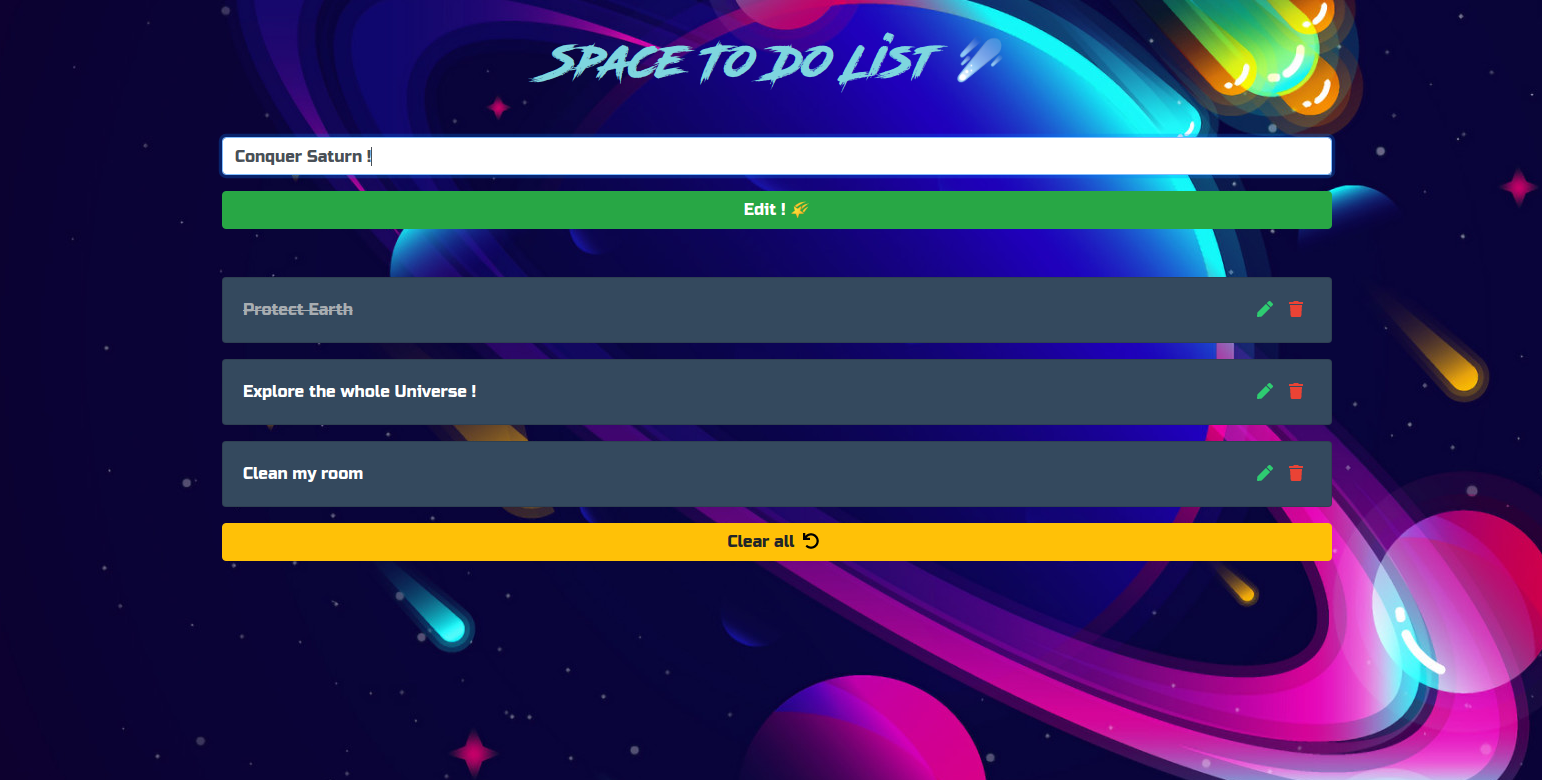 SPACE TO DO LIST
Conquer Saturn !
Edit !
Protect Earth
Explore the whole Universe !
Clean my room
Clear all